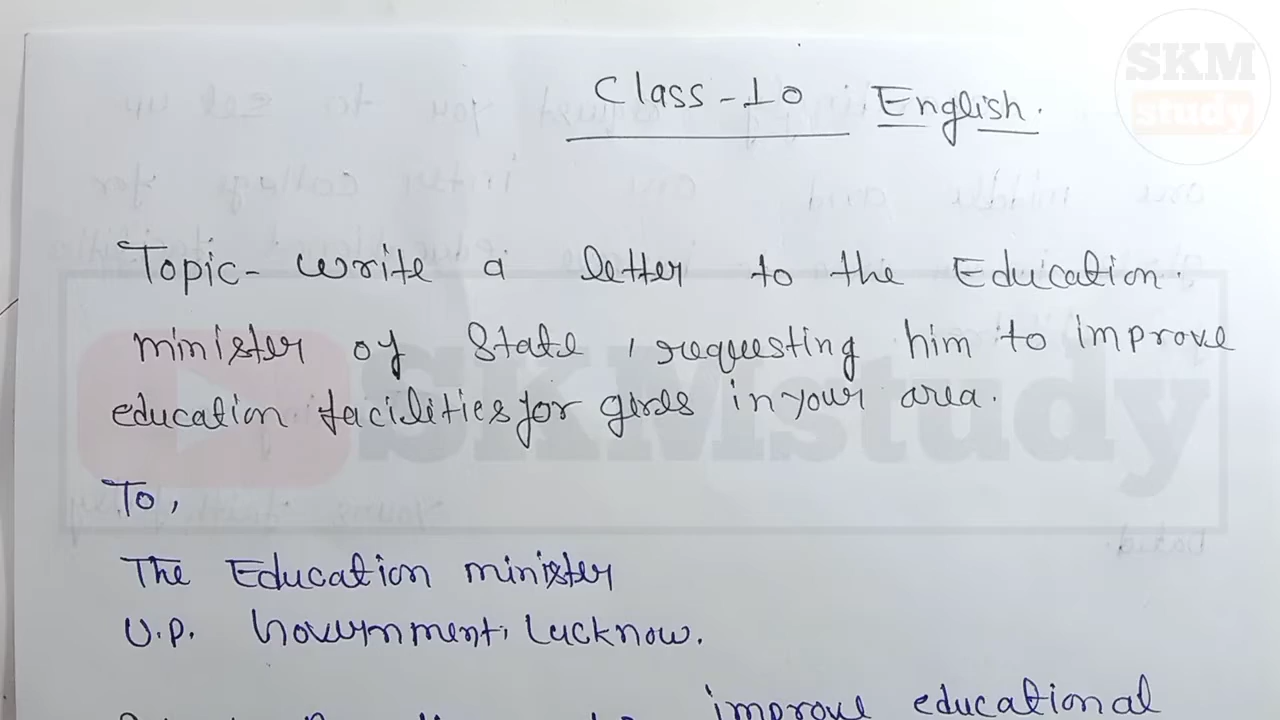 SKM
study
Class-10 English.
Topic- Write a letter to the Education
minister of State, requesting him to improve
education facilities for girls in your area.
SKMstudy
To,
The Education minister
U.P. Government, Lucknow.
improve educational